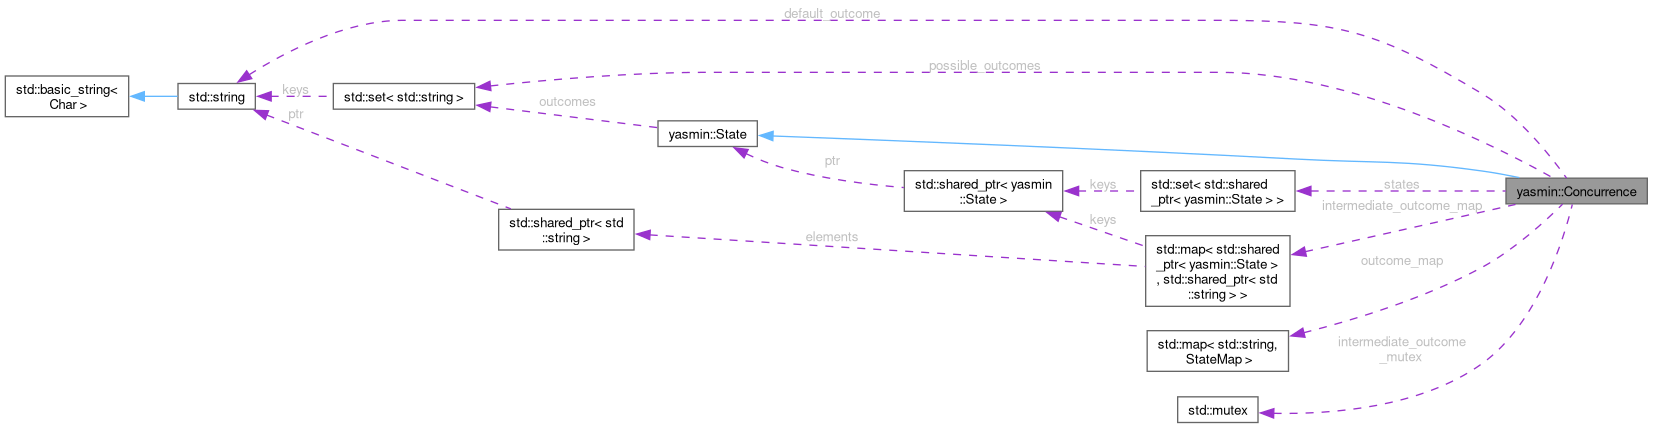 default_outcome
possible_outcomes
std::basic_string<
Char >
std::string
keys
std::set< std::string >
outcomes
ptr
yasmin::State
ptr
std::shared_ptr< yasmin
::State >
keys
std::set< std::shared
_ptr< yasmin::State > >
states
yasmin::Concurrence
intermediate_outcome_map
keys
std::shared_ptr< std
::string >
elements
std::map< std::shared
_ptr< yasmin::State >
, std::shared_ptr< std
::string > >
outcome_map
std::map< std::string,
StateMap >
intermediate_outcome
_mutex
std::mutex